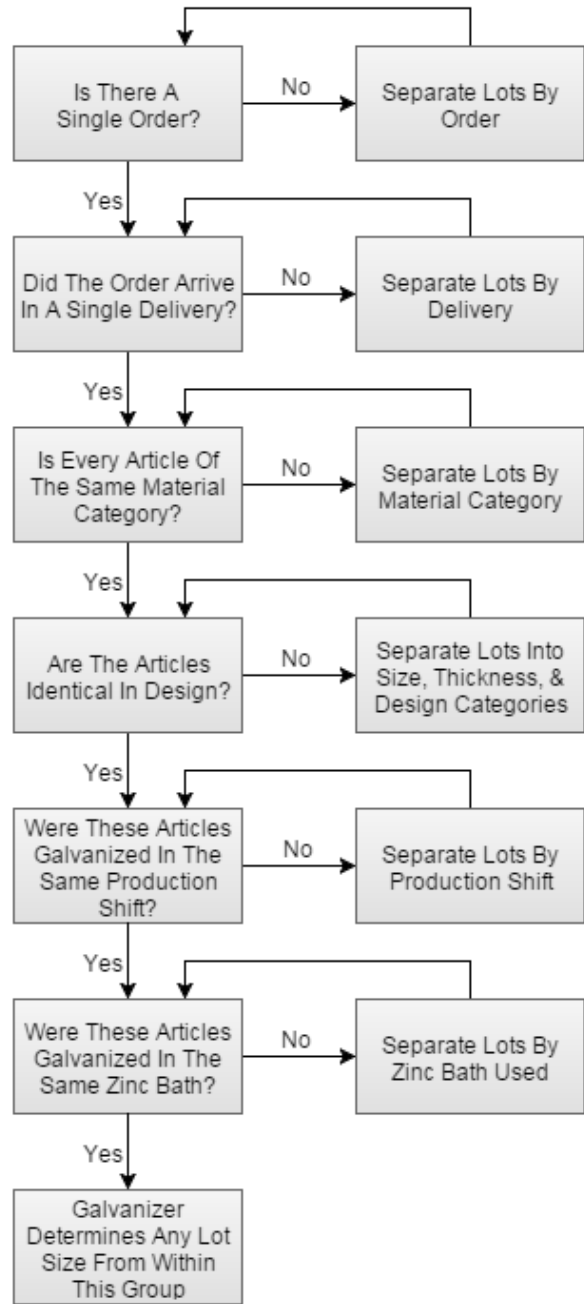 Is There A
Single Order?
No
Separate Lots By
Order
Yes
Did The Order Arrive
In A Single Delivery?
No
Separate Lots By
Delivery
Yes
Is Every Article Of
The Same Material
Category?
No
Separate Lots By
Material Category
Yes
Are The Articles
Identical In Design?
No
Separate Lots Into
Size, Thickness, &
Design Categories
Yes
Were These Articles
Galvanized In The
Same Production
Shift?
No
Separate Lots By
Production Shift
Yes
Were These Articles
Galvanized In The
Same Zinc Bath?
No
Separate Lots By
Zinc Bath Used
Yes
Galvanizer
Determines Any Lot
Size From Within
This Group